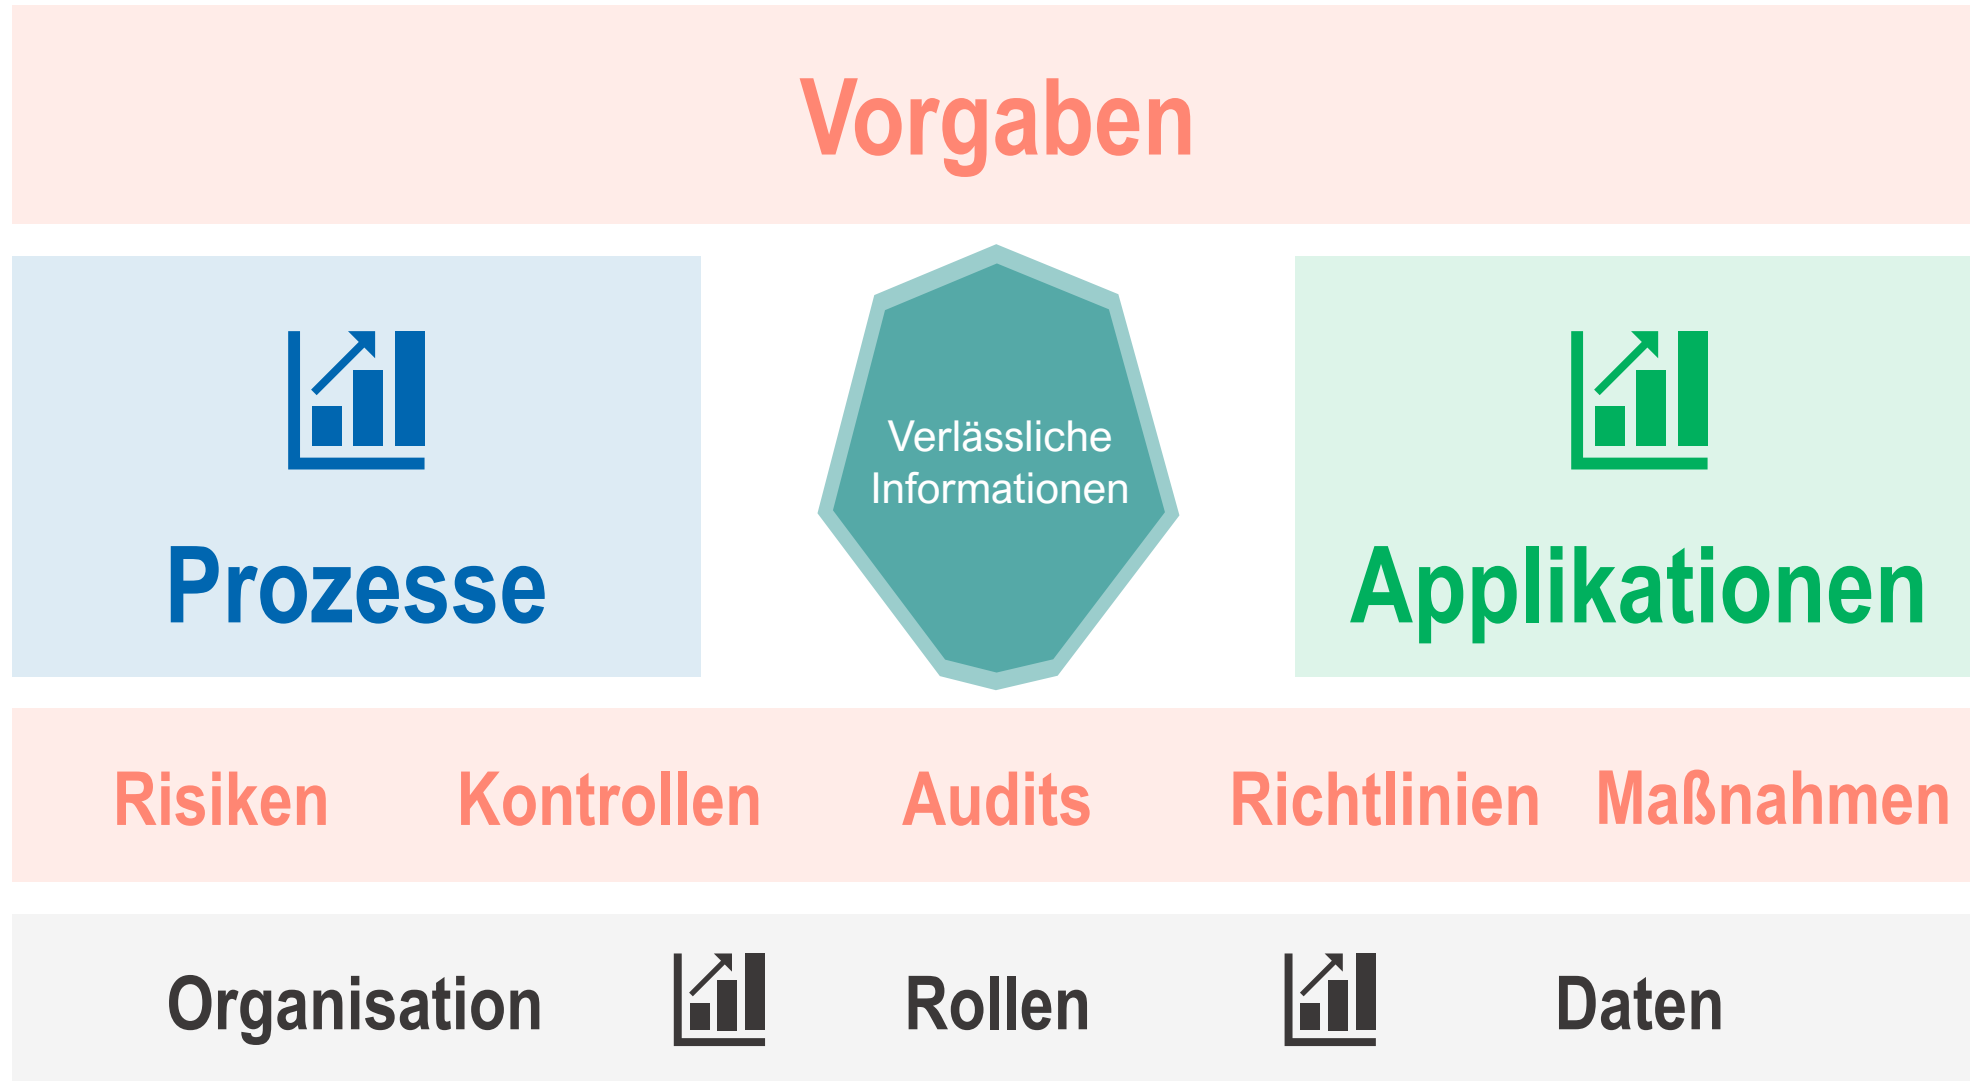 Vorgaben
Verlässliche
Informationen
Prozesse
Applikationen
Risiken Kontrollen Audits Richtlinien Maßnahmen
Organisation Rollen Daten